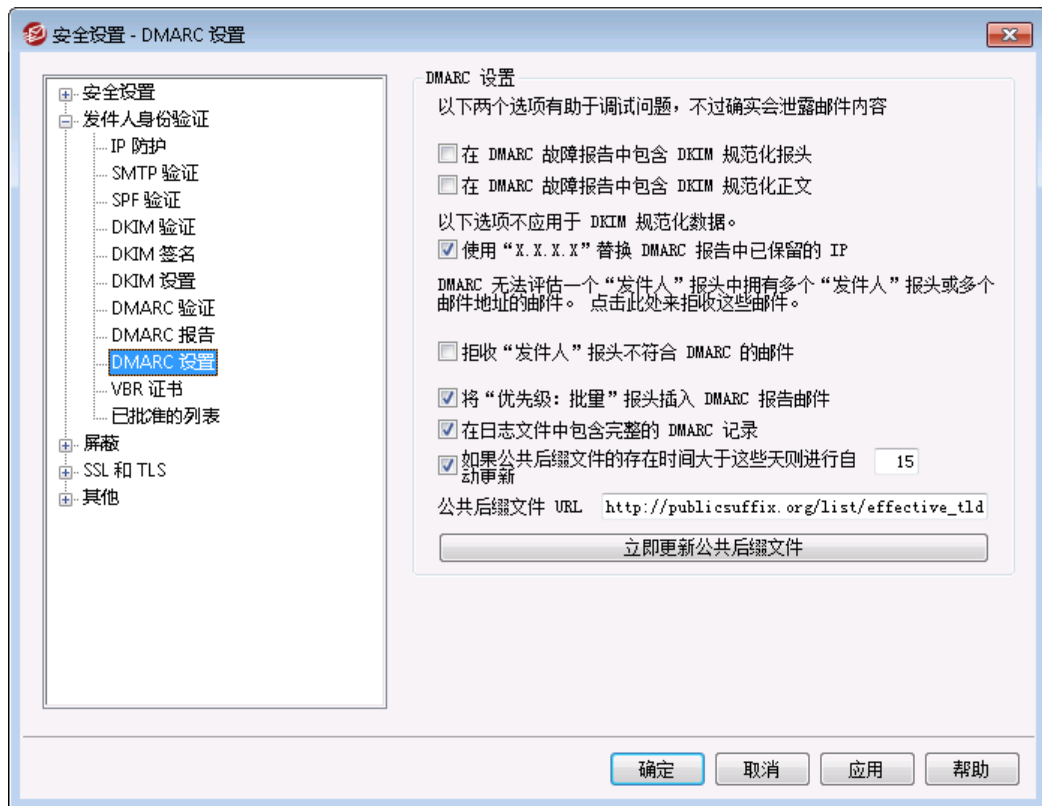 安全设置 - DMARC 设置
安全设置
发件人身份验证
IP 防护
SMTP 验证
SPF 验证
DKIM 验证
DKIM 签名
DKIM 设置
DMARC 验证
DMARC 报告
DMARC 设置
VBR 证书
已批准的列表
屏蔽
SSL 和 TLS
其他
DMARC 设置
以下两个选项有助于调试问题，不过确实会泄露邮件内容
在 DMARC 故障报告中包含 DKIM 规范化报头
在 DMARC 故障报告中包含 DKIM 规范化正文
以下选项不应用于 DKIM 规范化数据。
使用“X.X.X.X”替换 DMARC 报告中已保留的 IP
DMARC 无法评估一个“发件人”报头中拥有多个“发件人”报头或多个
邮件地址的邮件。 点击此处来拒收这些邮件。
拒收“发件人”报头不符合 DMARC 的邮件
将“优先级: 批量”报头插入 DMARC 报告邮件
在日志文件中包含完整的 DMARC 记录
如果公共后缀文件的存在时间大于这些天则进行自
动更新
15
公共后缀文件 URL http://publicsuffix.org/list/effective_tld
立即更新公共后缀文件
确定 取消 应用 帮助